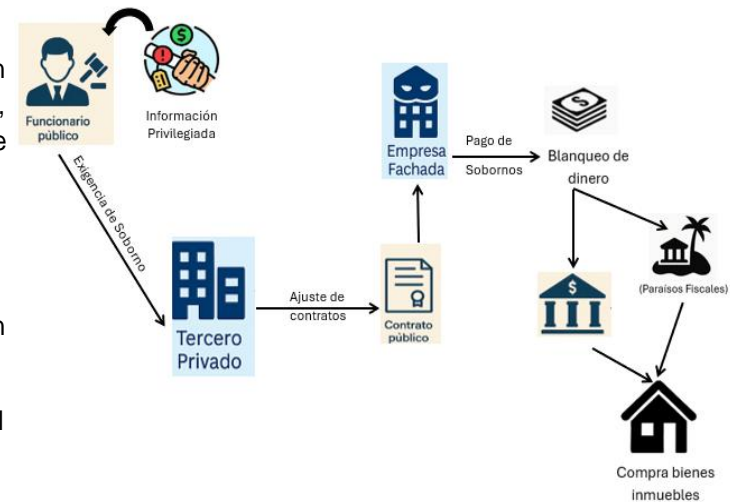 n
,
e
n
l
Funcionario
público
$
Información
Privilegiada
Exigencia de Soborno
Tercero
Privado
Ajuste de
contratos
Contrato
público
Empresa
Fachada
Pago de
Sobornos
$
Blanqueo de
dinero
$
(Paraísos Fiscales)
Compra bienes
inmuebles